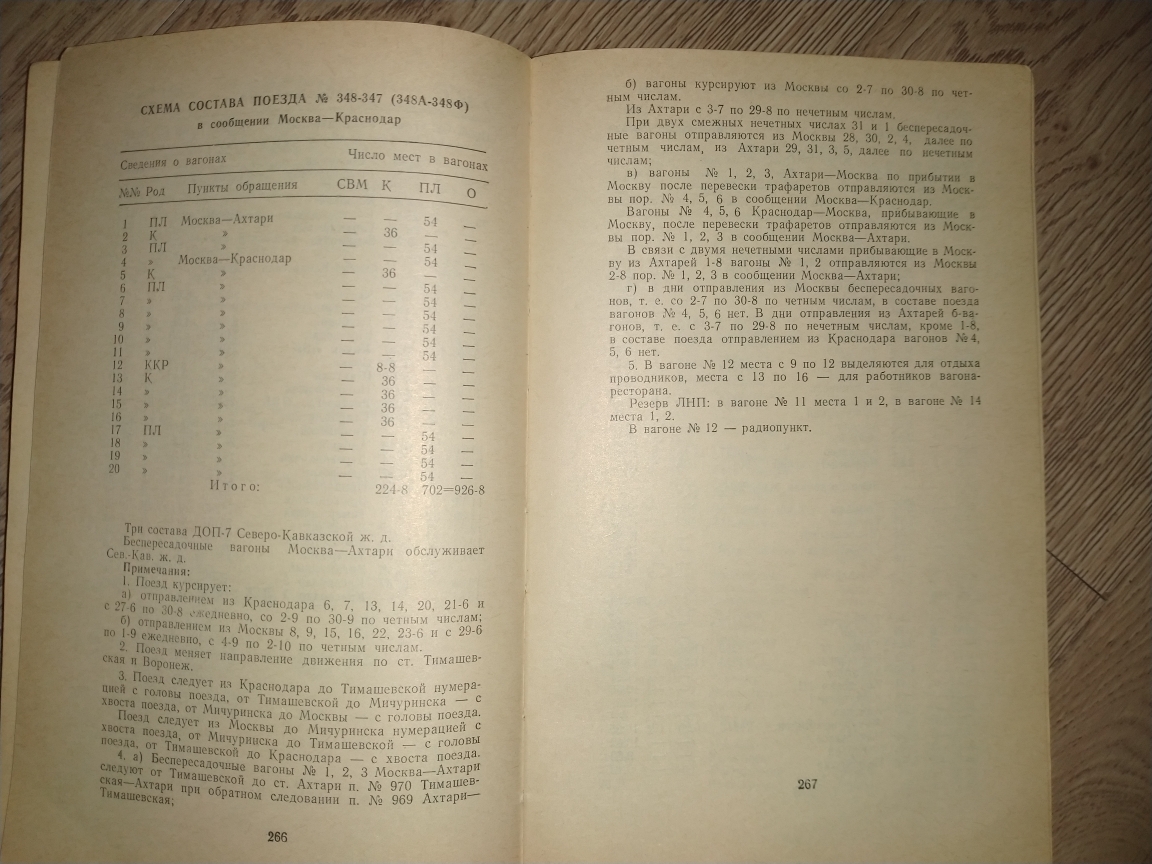 СХЕМА СОСТАВА ПОЕЗДА № 348-347 (348А-348Ф)
в сообщении Москва—Краснодар
Сведения о вагонах Число мест в вагонах
№№ Род Пункты обращения СВМ К ПЛ О
1 ПЛ Москва—Ахтари — — 54 —
2 К » — 36 — —
3 ПЛ » — — 54 —
4 » Москва—Краснодар — — 54 —
5 К » — 36 — —
6 ПЛ » — — 54 —
7 » » — — 54 —
8 » » — — 54 —
9 » » — — 54 —
10 » » — — 54 —
11 » » — — 54 —
12 ККР » — 8-8 — —
13 К » — 36 — —
14 » » — 36 — —
15 » » — 36 — —
16 » » — 36 — —
17 ПЛ » — — 54 —
18 » » — — 54 —
19 » » — — 54 —
20 » » — — 54 —
Итого: 224-8 702=926-8
Три состава ДОП-7 Северо-Кавказской ж. д.
Беспересадочные вагоны Москва—Ахтари обслуживает
Сев.-Кав. ж. д.
Примечания:
1. Поезд курсирует:
а) отправлением из Краснодара 6, 7, 13, 14, 20, 21-6 и
с 27-6 по 30-8 ежедневно, со 2-9 по 30-9 по четным числам;
б) отправлением из Москвы 8, 9, 15, 16, 22, 23-6 и с 29-6
по 1-9 ежедневно, с 4-9 по 2-10 по четным числам.
2. Поезд меняет направление движения по ст. Тимашев-
ская и Воронеж.
3. Поезд следует из Краснодара до Тимашевской нумера-
цией с головы поезда, от Тимашевской до Мичуринска — с
хвоста поезда, от Мичуринска до Москвы — с головы поезда.
Поезд следует из Москвы до Мичуринска нумерацией с
хвоста поезда, от Мичуринска до Тимашевской — с головы
поезда, от Тимашевской до Краснодара — с хвоста поезда.
4. а) Беспересадочные вагоны № 1, 2, 3 Москва—Ахтари
следуют от Тимашевской до ст. Ахтари п. № 970 Тимашев-
ская—Ахтари при обратном следовании п. № 969 Ахтари—
Тимашевская;
266
б) вагоны курсируют из Москвы со 2-7 по 30-8 по чет-
ным числам.
Из Ахтари с 3-7 по 29-8 по нечетным числам.
При двух смежных нечетных числах 31 и 1 беспересадоч-
ные вагоны отправляются из Москвы 28, 30, 2, 4, далее по
четным числам, из Ахтари 29, 31, 3, 5, далее по нечетным
числам;
в) вагоны № 1, 2, 3, Ахтари—Москва по прибытии в
Москву после перевески трафаретов отправляются из Моск-
вы пор. № 4, 5, 6 в сообщении Москва—Краснодар.
Вагоны № 4, 5, 6 Краснодар—Москва, прибывающие в
Москву, после перевески трафаретов отправляются из Моск-
вы пор. № 1, 2, 3 в сообщении Москва—Ахтари.
В связи с двумя нечетными числами прибывающие в Моск-
ву из Ахтарей 1-8 вагоны № 1, 2 отправляются из Москвы
2-8 пор. № 1, 2, 3 в сообщении Москва—Ахтари;
г) в дни отправления из Москвы беспересадочных ваго-
нов, т. е. со 2-7 по 30-8 по четным числам, в составе поезда
вагонов № 4, 5, 6 нет. В дни отправления из Ахтарей б-ва-
гонов, т. е. с 3-7 по 29-8 по нечетным числам, кроме 1-8,
в составе поезда отправлением из Краснодара вагонов № 4,
5, 6 нет.
5. В вагоне № 12 места с 9 по 12 выделяются для отдыха
проводников, места с 13 по 16 — для работников вагона-
ресторана.
Резерв ЛНП: в вагоне № 11 места 1 и 2, в вагоне № 14
места 1, 2.
В вагоне № 12 — радиопункт.
267